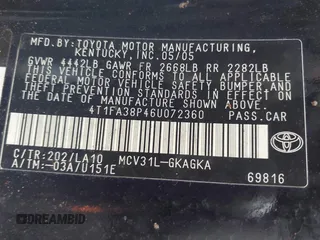 MFD.BY:TOYOTA MOTOR MANUFACTURING,
KENTUCKY,INC.05/05
GVWR 4442LB GAWR FR 2668LB RR 2282LB
THIS VEHICLE CONFORMS TO ALL APPLICABLE
FEDERAL MOTOR VEHICLE SAFETY, BUMPER,
AND THEFT PREVENTION STANDARDS IN EFFECT
ON THE DATE OF MANUFACTURE SHOWN ABOVE.
4T1FA38P46U072360 PASS.CAR
TOYOTA
C/TR:202/LA10 MCV31L-GKAGKA
A/TM:-03A/U151E
69816
DREAMBID